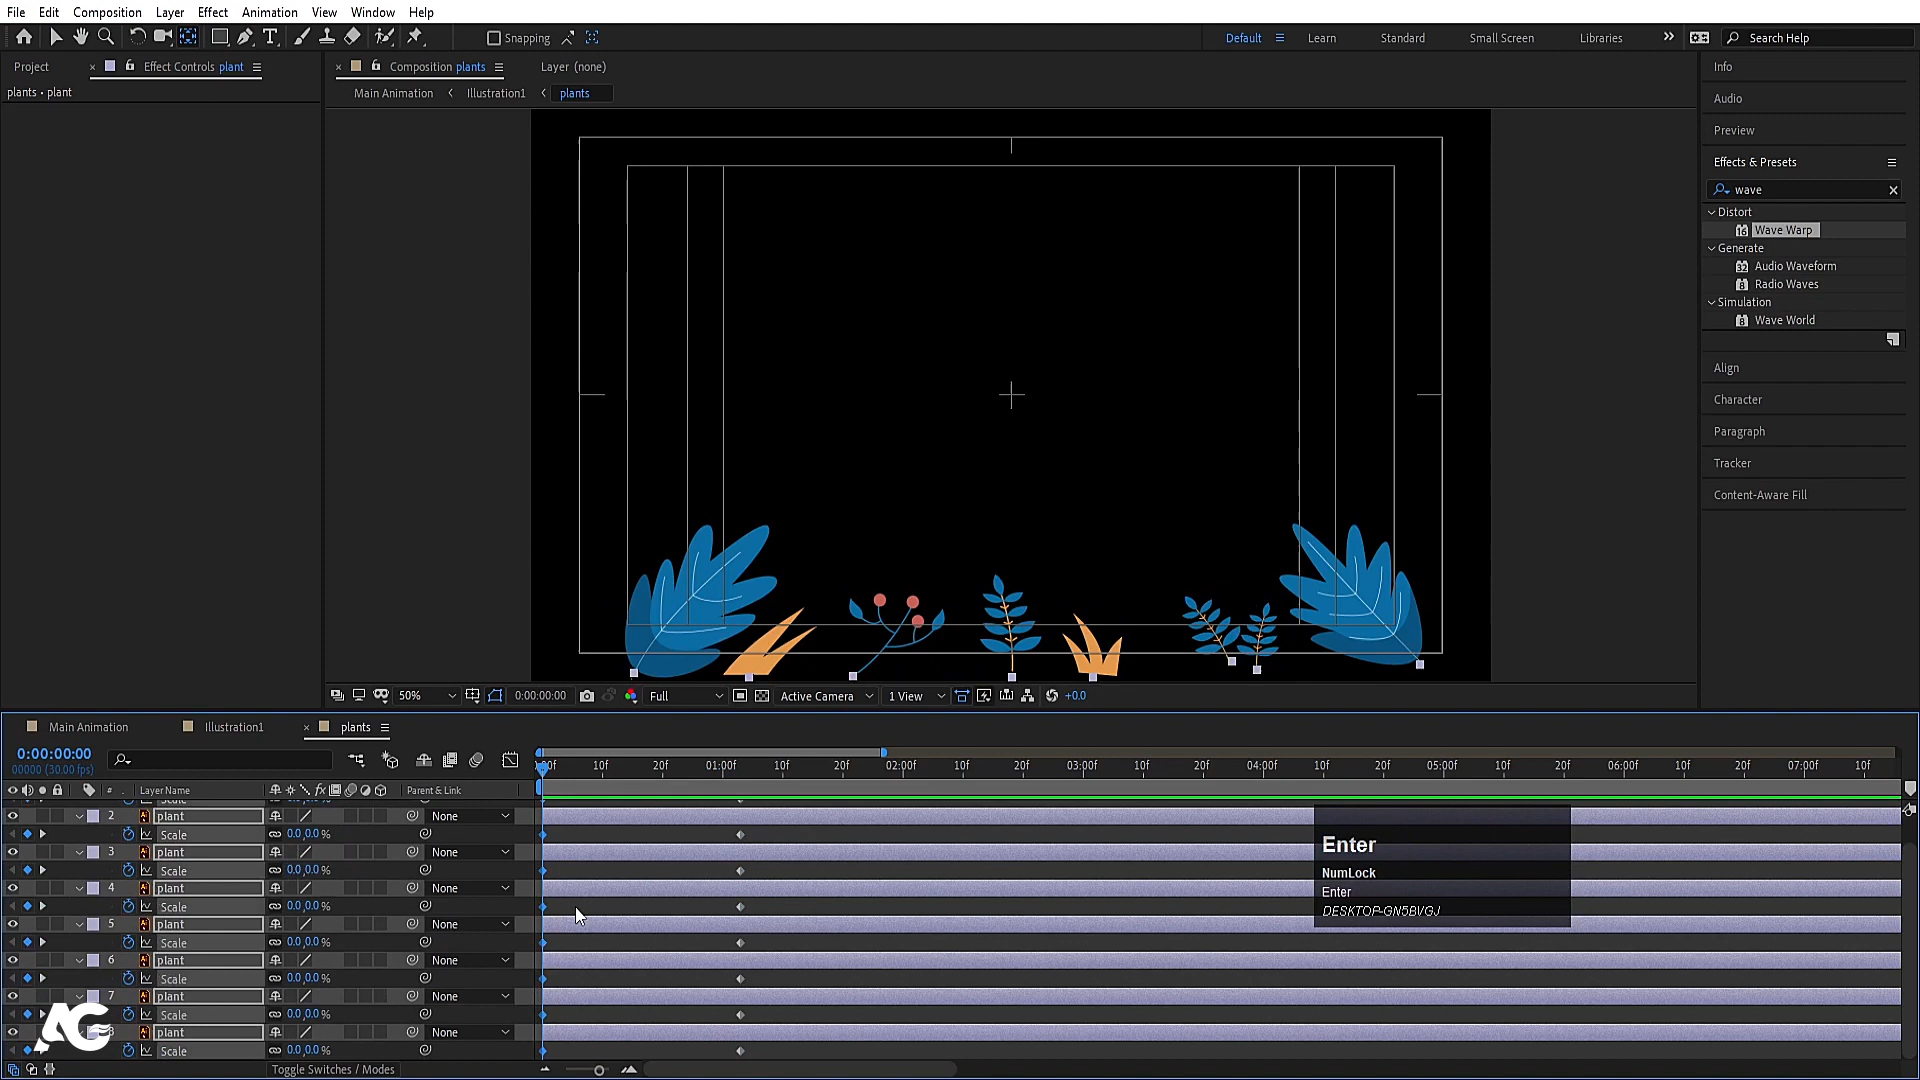 File Edit Composition Layer Effect Animation View Window Help
Snapping
Default Learn Standard Small Screen Libraries Search Help
Project Effect Controls plant
plants • plant
Composition plants Layer (none)
Main Animation Illustration1 plants
Info
Audio
Preview
Effects & Presets
wave
Distort
16 Wave Warp
Generate
32 Audio Waveform
8 Radio Waves
Simulation
8 Wave World
Align
Character
Paragraph
Tracker
Content-Aware Fill
50% 0:00:00:00 Full Active Camera 1 View +0.0
Main Animation Illustration1 plants
0:00:00:00
00000 (30.00 fps)
:00f 10f 20f 01:00f 10f 20f 02:00f 10f 20f 03:00f 10f 20f 04:00f 10f 20f 05:00f 10f 20f 06:00f 10f 20f 07:00f 10f
# Layer Name fx Parent & Link
2 plant None
Scale 0.0,0.0 %
3 plant None
Scale 0.0,0.0 %
4 plant None
Scale 0.0,0.0 %
5 plant None
Scale 0.0,0.0 %
6 plant None
Scale 0.0,0.0 %
7 plant None
Scale 0.0,0.0 %
8 plant None
Scale 0.0,0.0 %
Toggle Switches / Modes
Enter
NumLock
Enter
DESKTOP-GN5BVGJ
AG